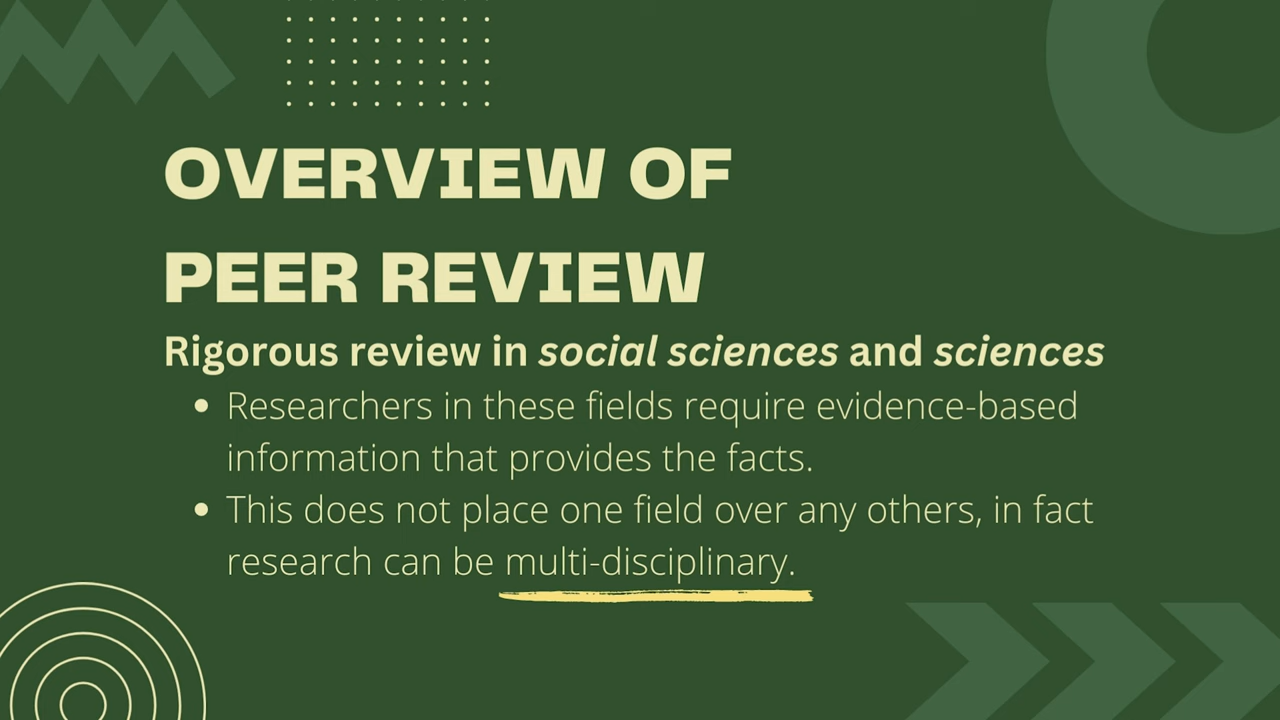 OVERVIEW OF
PEER REVIEW
Rigorous review in social sciences and sciences
• Researchers in these fields require evidence-based
information that provides the facts.
• This does not place one field over any others, in fact
research can be multi-disciplinary.